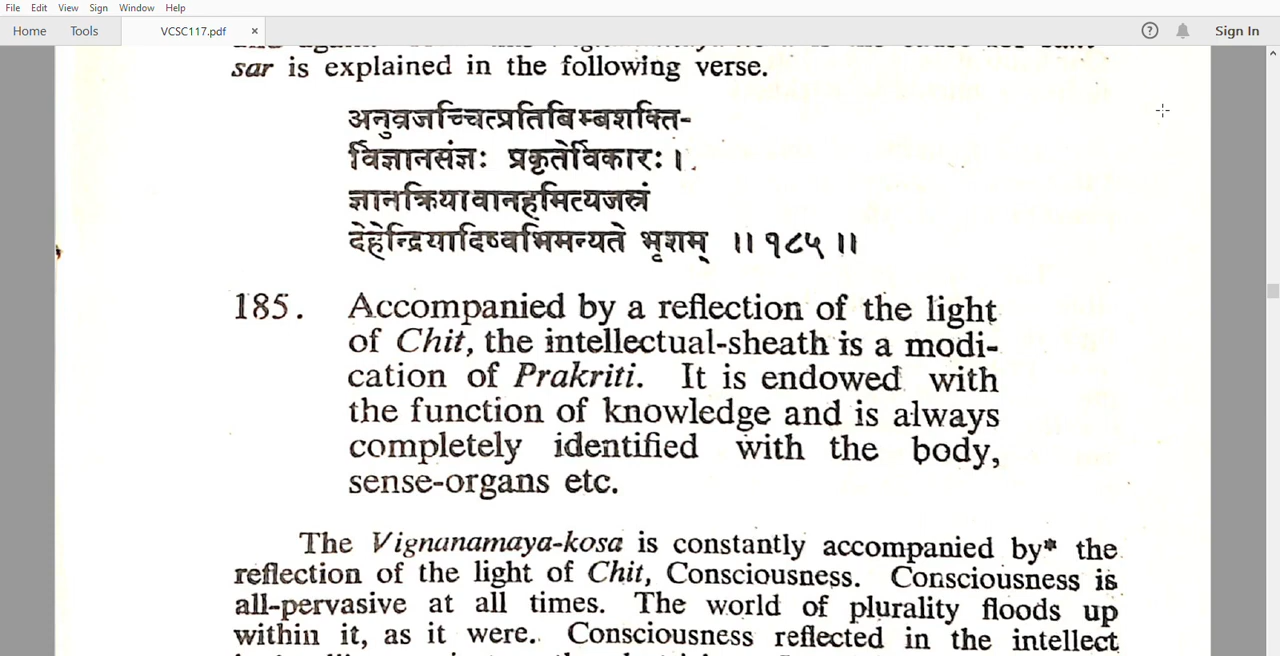 File Edit View Sign Window Help
Home Tools VCSC117.pdf × ? Sign In
sar is explained in the following verse.
अनुव्रजच्चित्प्रतिबिम्बशक्ति-
र्विज्ञानसंज्ञः प्रकृतेर्विकारः ।
ज्ञानक्रियावानहमित्यजस्रं
देहेन्द्रियादिष्वभिमन्यते भृशम् ॥ १८५ ॥
185. Accompanied by a reflection of the light
of Chit, the intellectual-sheath is a modi-
cation of Prakriti. It is endowed with
the function of knowledge and is always
completely identified with the body,
sense-organs etc.
The Vignanamaya-kosa is constantly accompanied by* the
reflection of the light of Chit, Consciousness. Consciousness is
all-pervasive at all times. The world of plurality floods up
within it, as it were. Consciousness reflected in the intellect